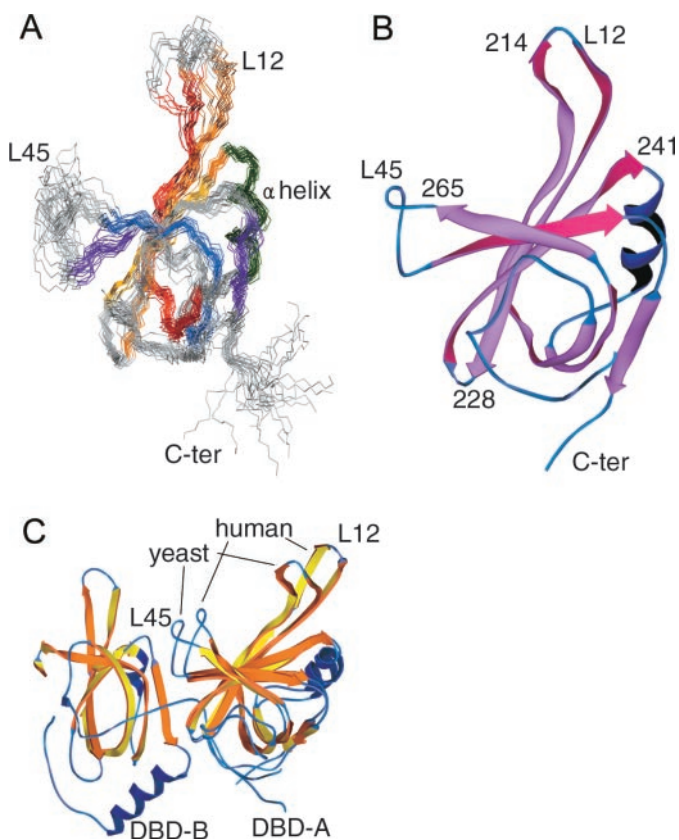 A
L12
L45
α helix
C-ter
B
214
L12
241
L45
265
228
C-ter
C
human
L12
yeast
L45
DBD-B
DBD-A